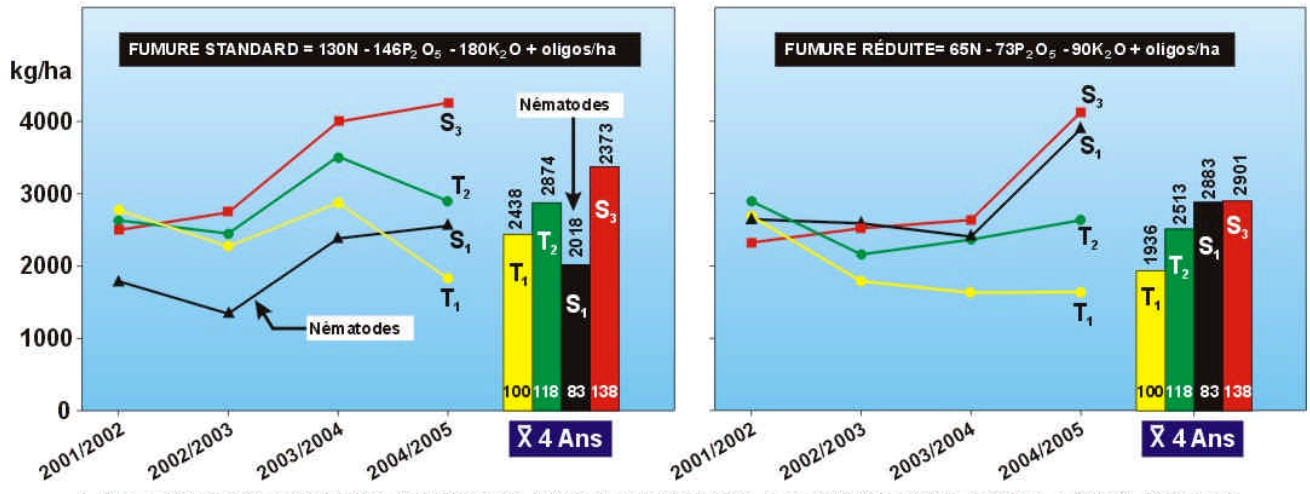 FUMURE STANDARD = 130N - 146P₂O₅ - 180K₂O + oligos/ha
kg/ha
4000
3000
2000
1000
0
S₃
T₂
S₁
T₁
Nématodes
Nématodes
2438
2874
2018
2373
T₁
T₂
S₁
S₃
100
118
83
138
2001/2002
2002/2003
2003/2004
2004/2005
X̄ 4 Ans
FUMURE RÉDUITE= 65N - 73P₂O₅ - 90K₂O + oligos/ha
S₃
S₁
T₂
T₁
1936
2513
2883
2901
T₁
T₂
S₁
S₃
100
118
83
138
2001/2002
2002/2003
2003/2004
2004/2005
X̄ 4 Ans